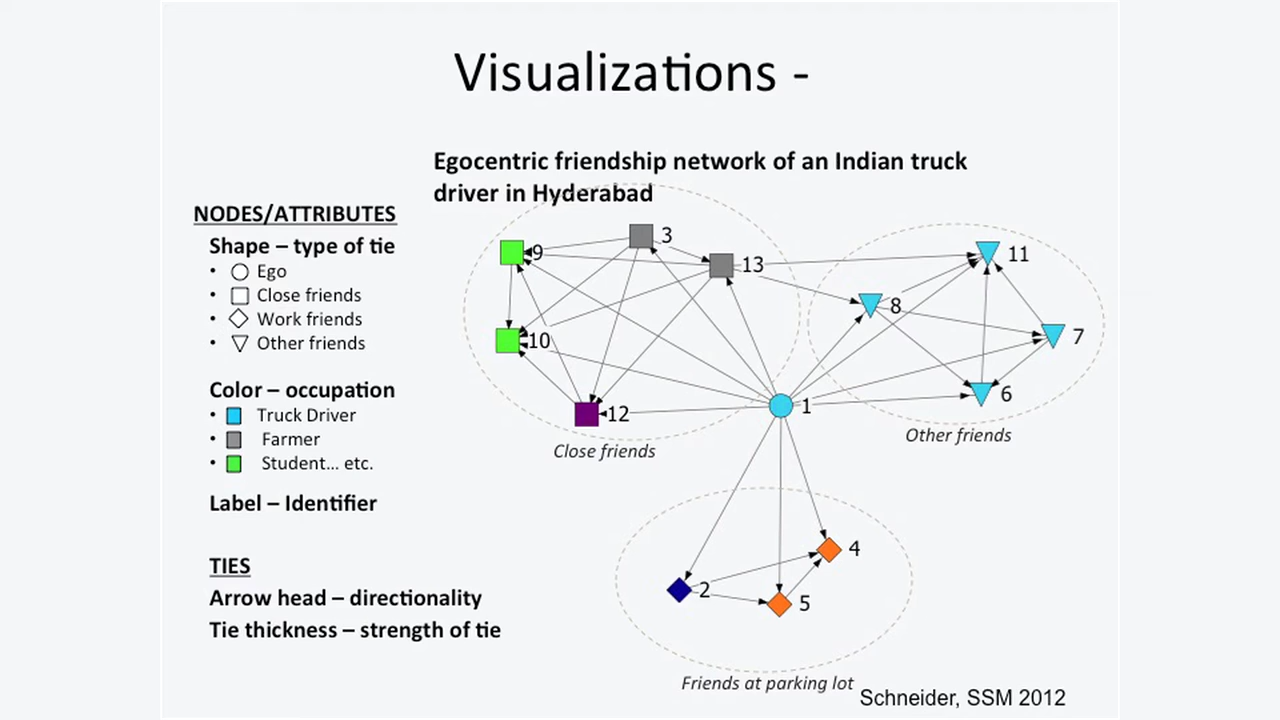 Visualizations -
Egocentric friendship network of an Indian truck
driver in Hyderabad
NODES/ATTRIBUTES
Shape – type of tie
• Ego
• Close friends
• Work friends
• Other friends
Color – occupation
• Truck Driver
• Farmer
• Student... etc.
Label – Identifier
TIES
Arrow head – directionality
Tie thickness – strength of tie
3
9
13
11
8
10
7
6
1
12
Close friends
Other friends
4
2
5
Friends at parking lot
Schneider, SSM 2012